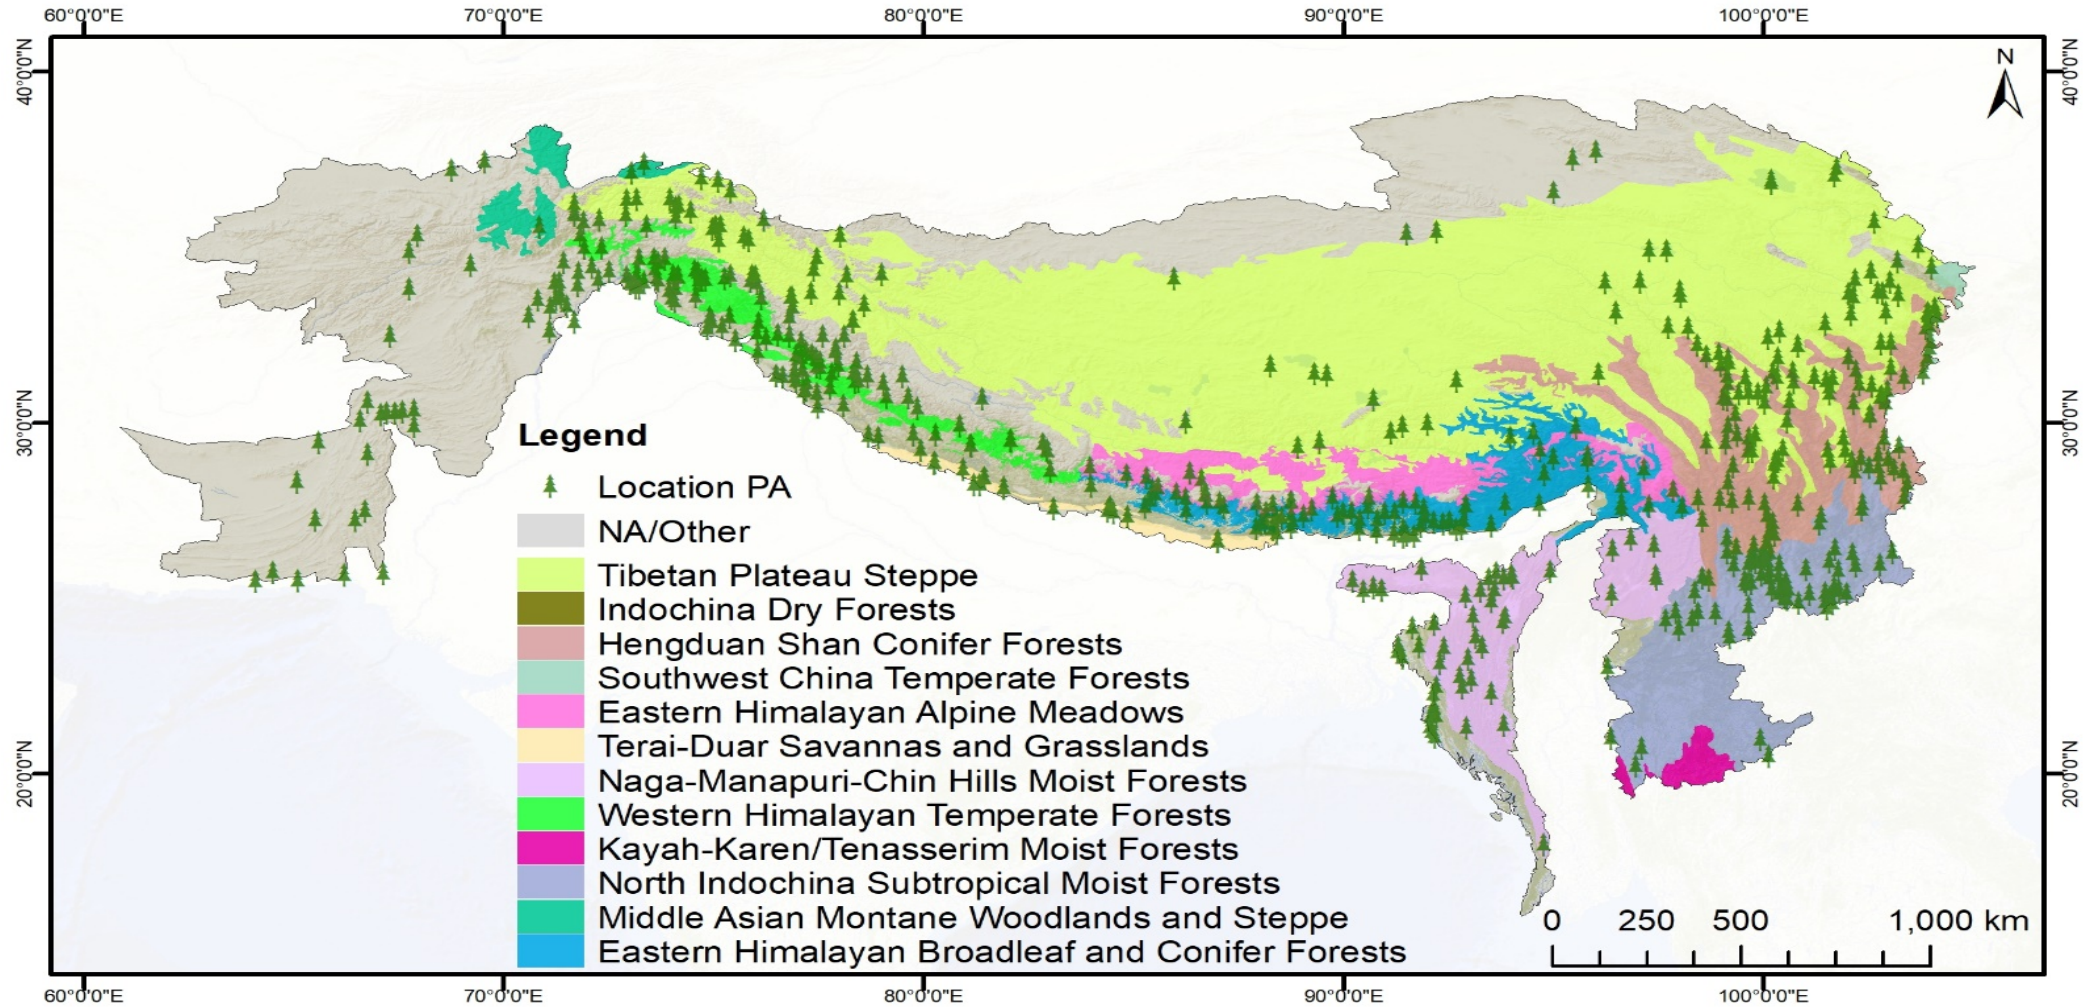 60°0'0"E 70°0'0"E 80°0'0"E 90°0'0"E 100°0'0"E
40°0'0"N 40°0'0"N
N
30°0'0"N 30°0'0"N
Legend
Location PA
NA/Other
Tibetan Plateau Steppe
Indochina Dry Forests
Hengduan Shan Conifer Forests
Southwest China Temperate Forests
Eastern Himalayan Alpine Meadows
Terai-Duar Savannas and Grasslands
20°0'0"N 20°0'0"N
Naga-Manapuri-Chin Hills Moist Forests
Western Himalayan Temperate Forests
Kayah-Karen/Tenasserim Moist Forests
North Indochina Subtropical Moist Forests
Middle Asian Montane Woodlands and Steppe
Eastern Himalayan Broadleaf and Conifer Forests
0 250 500 1,000 km
60°0'0"E 70°0'0"E 80°0'0"E 90°0'0"E 100°0'0"E